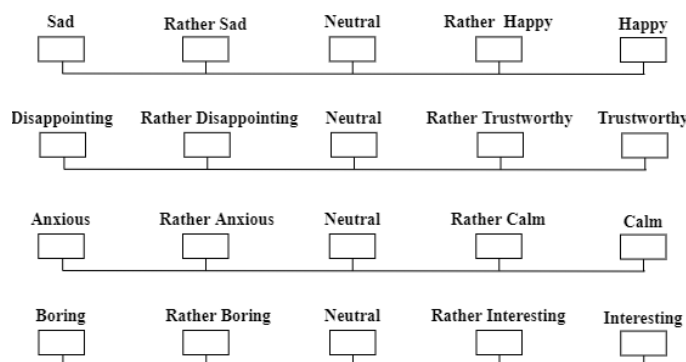 Sad Rather Sad Neutral Rather Happy Happy
Disappointing Rather Disappointing Neutral Rather Trustworthy Trustworthy
Anxious Rather Anxious Neutral Rather Calm Calm
Boring Rather Boring Neutral Rather Interesting Interesting